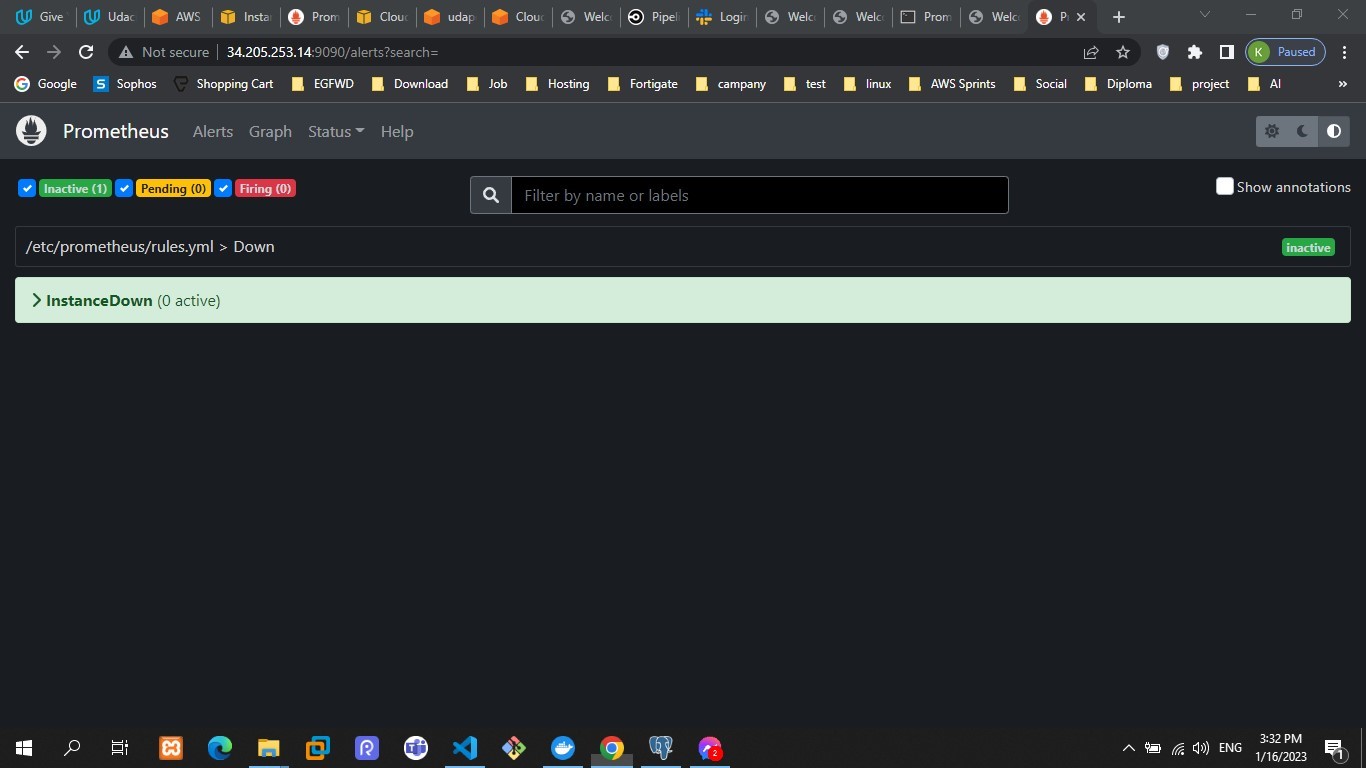 Give Udac AWS Insta Prom Clou udap Clou Welc Pipeli Login Welc Welc Prom Welc Pr
Not secure 34.205.253.14:9090/alerts?search= K Paused
Google Sophos Shopping Cart EGFWD Download Job Hosting Fortigate campany test linux AWS Sprints Social Diploma project AI »
Prometheus Alerts Graph Status Help
Inactive (1) Pending (0) Firing (0) Filter by name or labels Show annotations
/etc/prometheus/rules.yml > Down inactive
InstanceDown (0 active)
ENG 3:32 PM
1/16/2023
2
1